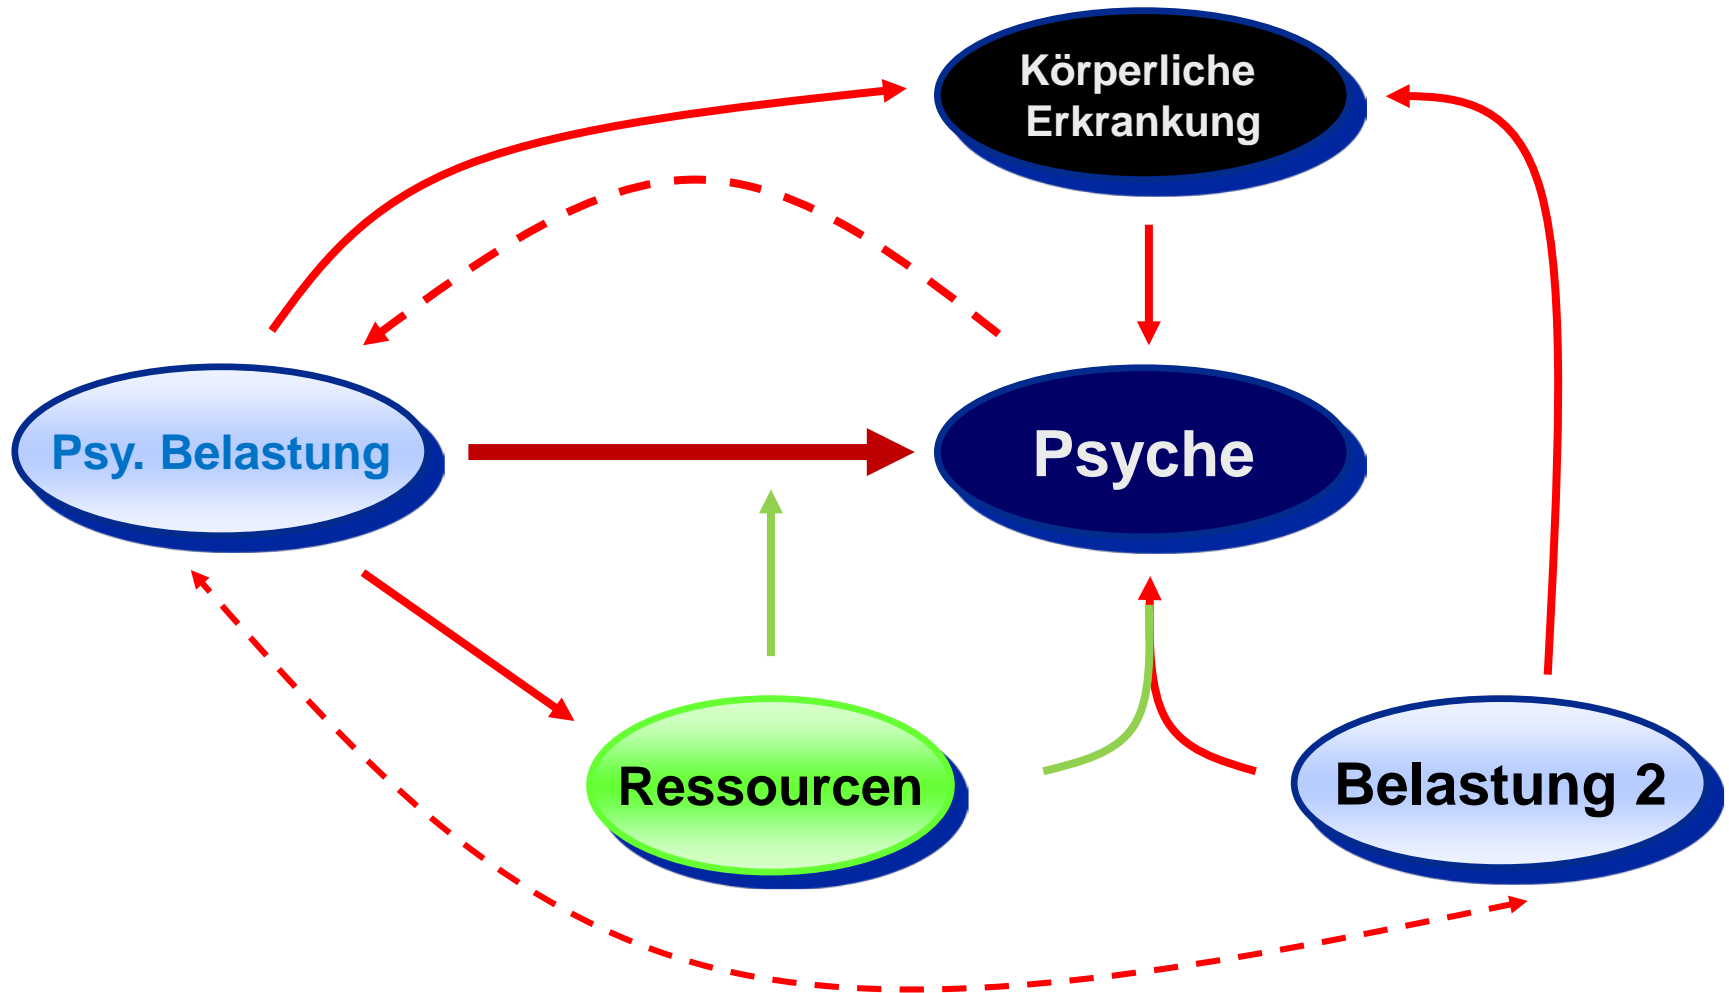 Körperliche
Erkrankung
Psy. Belastung
Psyche
Ressourcen
Belastung 2